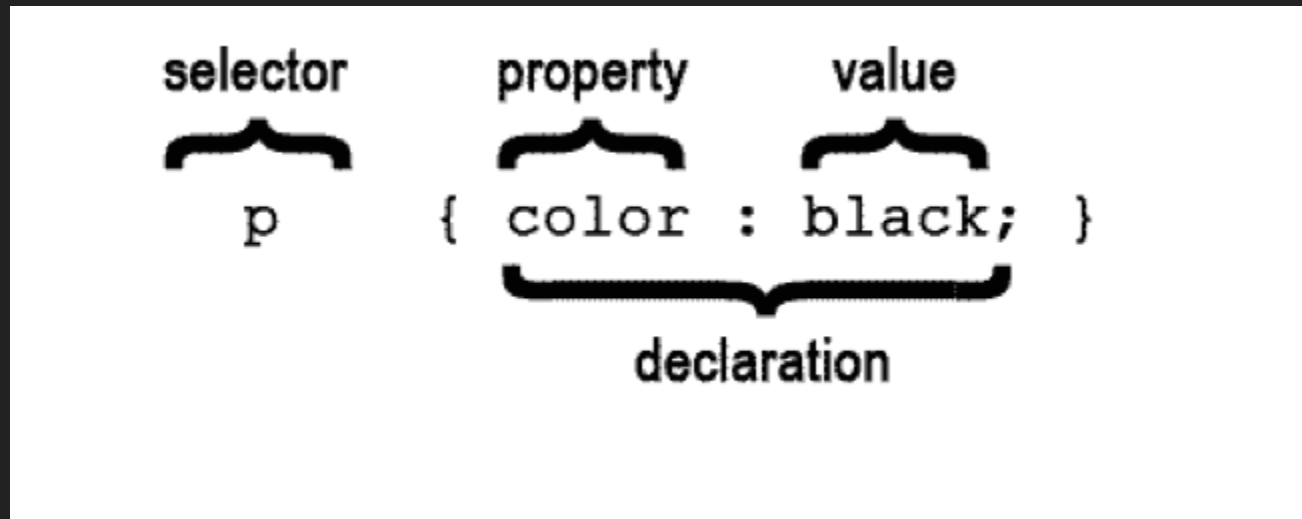 selector property value
p { color : black; }
declaration